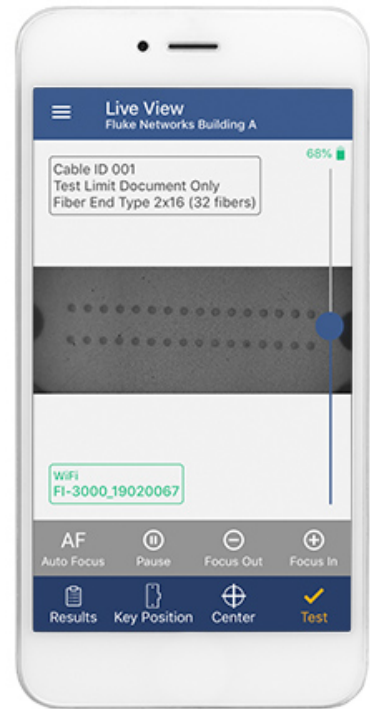 Live View
Fluke Networks Building A
68%
Cable ID 001
Test Limit Document Only
Fiber End Type 2x16 (32 fibers)
WiFi
FI-3000_19020067
AF
Auto Focus Pause Focus Out Focus In
Results Key Position Center Test